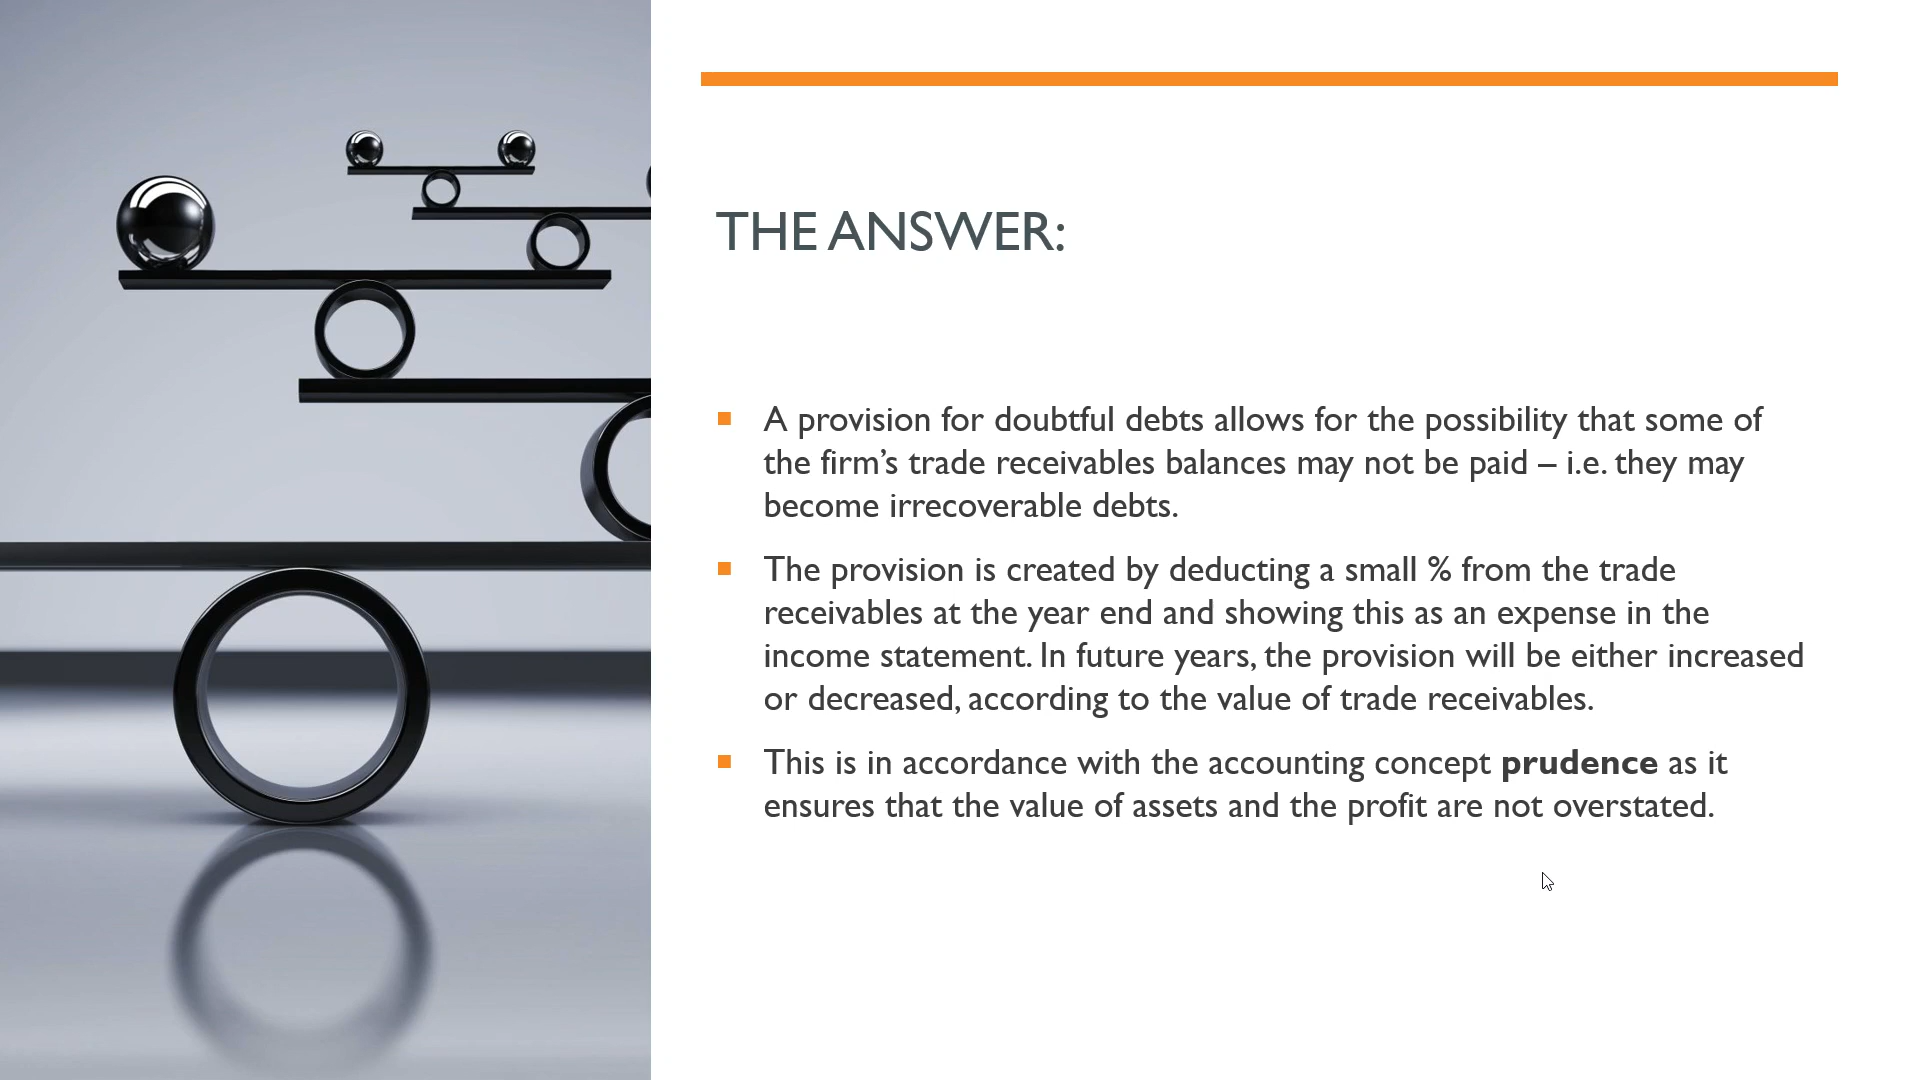 THE ANSWER:
■ A provision for doubtful debts allows for the possibility that some of
the firm’s trade receivables balances may not be paid – i.e. they may
become irrecoverable debts.
■ The provision is created by deducting a small % from the trade
receivables at the year end and showing this as an expense in the
income statement. In future years, the provision will be either increased
or decreased, according to the value of trade receivables.
■ This is in accordance with the accounting concept prudence as it
ensures that the value of assets and the profit are not overstated.